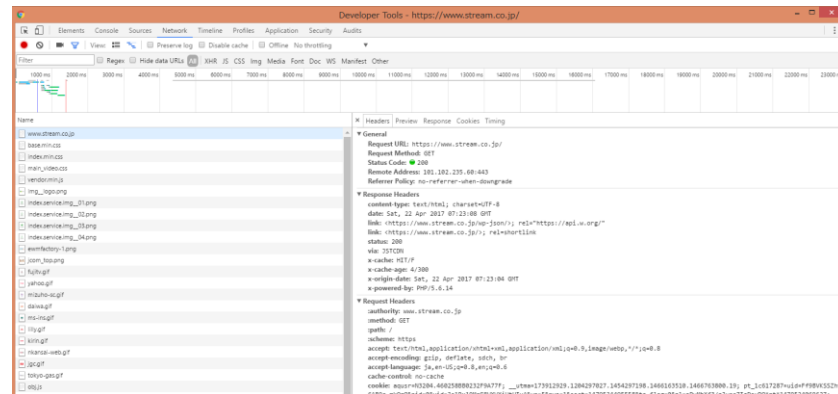 Developer Tools - https://www.stream.co.jp/
Elements Console Sources Network Timeline Profiles Application Security Audits
View: Preserve log Disable cache Offline No throttling
Filter Regex Hide data URLs All XHR JS CSS Img Media Font Doc WS Manifest Other
1000 ms 2000 ms 3000 ms 4000 ms 5000 ms 6000 ms 7000 ms 8000 ms 9000 ms 10000 ms 11000 ms 12000 ms 13000 ms 14000 ms 15000 ms 16000 ms 17000 ms 18000 ms 19000 ms 20000 ms 21000 ms 22000 ms 23000
Name
www.stream.co.jp
base.min.css
index.min.css
main_video.css
vendor.min.js
img__logo.png
index.service.img__01.png
index.service.img__02.png
index.service.img__03.png
index.service.img__04.png
ewmfactory-1.png
jcom_top.png
fujitv.gif
yahoo.gif
mizuho-sc.gif
daiwa.gif
ms-ins.gif
lily.gif
kirin.gif
nkansai-web.gif
jgc.gif
tokyo-gas.gif
obj.js
× Headers Preview Response Cookies Timing
General
Request URL: https://www.stream.co.jp/
Request Method: GET
Status Code: 200
Remote Address: 101.102.235.60:443
Referrer Policy: no-referrer-when-downgrade
Response Headers
content-type: text/html; charset=UTF-8
date: Sat, 22 Apr 2017 07:23:08 GMT
link: <https://www.stream.co.jp/wp-json/>; rel="https://api.w.org/"
link: <https://www.stream.co.jp/>; rel=shortlink
status: 200
via: JSTCDN
x-cache: HIT/F
x-cache-age: 4/300
x-origin-date: Sat, 22 Apr 2017 07:23:04 GMT
x-powered-by: PHP/5.6.14
Request Headers
:authority: www.stream.co.jp
:method: GET
:path: /
:scheme: https
accept: text/html,application/xhtml+xml,application/xml;q=0.9,image/webp,*/*;q=0.8
accept-encoding: gzip, deflate, sdch, br
accept-language: ja,en-US;q=0.8,en;q=0.6
cache-control: no-cache
cookie: